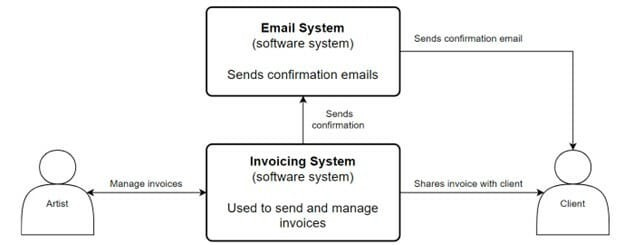 Email System
(software system)
Sends confirmation emails
Sends confirmation email
Sends
confirmation
Invoicing System
(software system)
Used to send and manage
invoices
Manage invoices
Shares invoice with client
Artist
Client